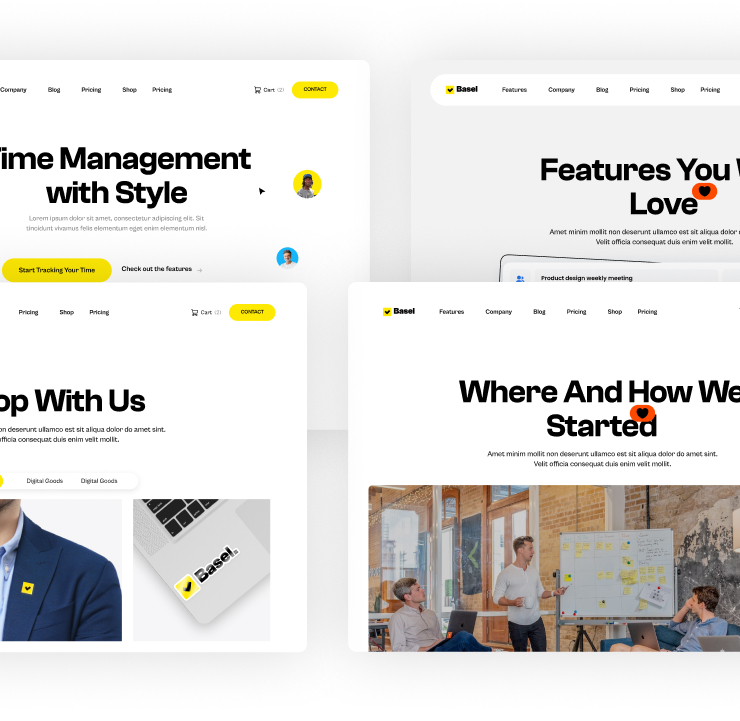 Company Blog Pricing Shop Pricing Cart (2) CONTACT
ime Management
with Style
Lorem ipsum dolor sit amet, consectetur adipiscing elit. Sit
tincidunt vivamus felis elementum eget enim elementum nisl.
Start Tracking Your Time Check out the features →
Basel Features Company Blog Pricing Shop Pricing
Features You
Love
Amet minim mollit non deserunt ullamco est sit aliqua dolor
Velit officia consequat duis enim velit mollit.
Product design weekly meeting
Pricing Shop Pricing Cart (2) CONTACT
op With Us
non deserunt ullamco est sit aliqua dolor do amet sint.
officia consequat duis enim velit mollit.
Digital Goods Digital Goods
Basel.
Basel Features Company Blog Pricing Shop Pricing
Where And How We
Started
Amet minim mollit non deserunt ullamco est sit aliqua dolor do amet sint.
Velit officia consequat duis enim velit mollit.